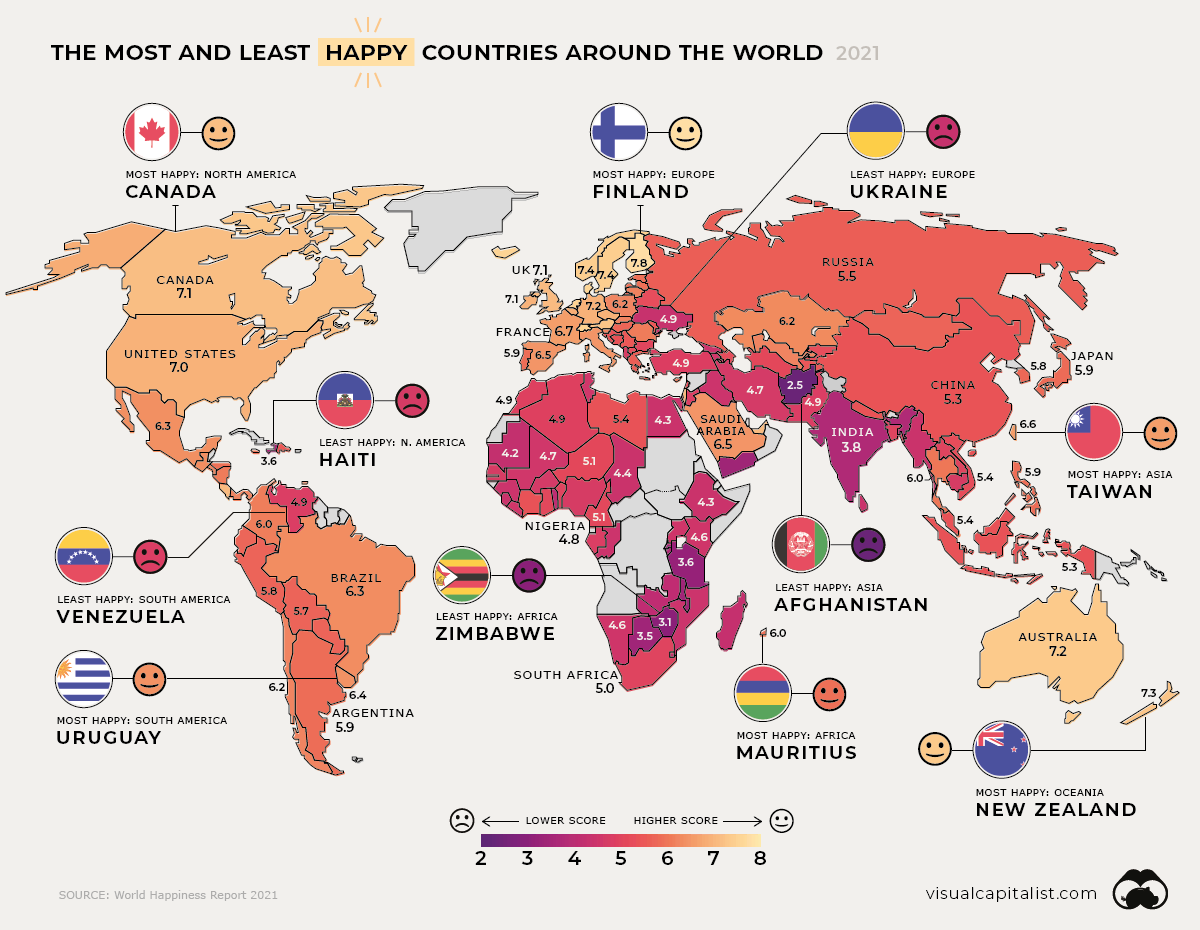 THE MOST AND LEAST HAPPY COUNTRIES AROUND THE WORLD 2021
MOST HAPPY: NORTH AMERICA
CANADA
MOST HAPPY: EUROPE
FINLAND
LEAST HAPPY: EUROPE
UKRAINE
CANADA
7.1
UNITED STATES
7.0
6.3
LEAST HAPPY: N. AMERICA
HAITI
3.6
UK 7.1
7.1
7.4
7.4
7.8
7.2
6.2
FRANCE 6.7
5.9
6.5
4.9
4.9
RUSSIA
5.5
6.2
CHINA
5.3
5.8
JAPAN
5.9
4.7
2.5
4.9
INDIA
3.8
SAUDI
ARABIA
6.5
6.6
MOST HAPPY: ASIA
TAIWAN
6.0
5.4
5.9
5.4
5.3
4.9
4.9
5.4
4.3
4.2
4.7
5.1
4.4
5.1
NIGERIA
4.8
4.3
4.6
3.6
4.6
3.5
3.1
SOUTH AFRICA
5.0
6.0
4.9
6.0
BRAZIL
6.3
5.8
5.7
6.2
6.4
ARGENTINA
5.9
LEAST HAPPY: SOUTH AMERICA
VENEZUELA
MOST HAPPY: SOUTH AMERICA
URUGUAY
LEAST HAPPY: AFRICA
ZIMBABWE
LEAST HAPPY: ASIA
AFGHANISTAN
MOST HAPPY: AFRICA
MAURITIUS
AUSTRALIA
7.2
7.3
MOST HAPPY: OCEANIA
NEW ZEALAND
LOWER SCORE HIGHER SCORE
2 3 4 5 6 7 8
SOURCE: World Happiness Report 2021
visualcapitalist.com